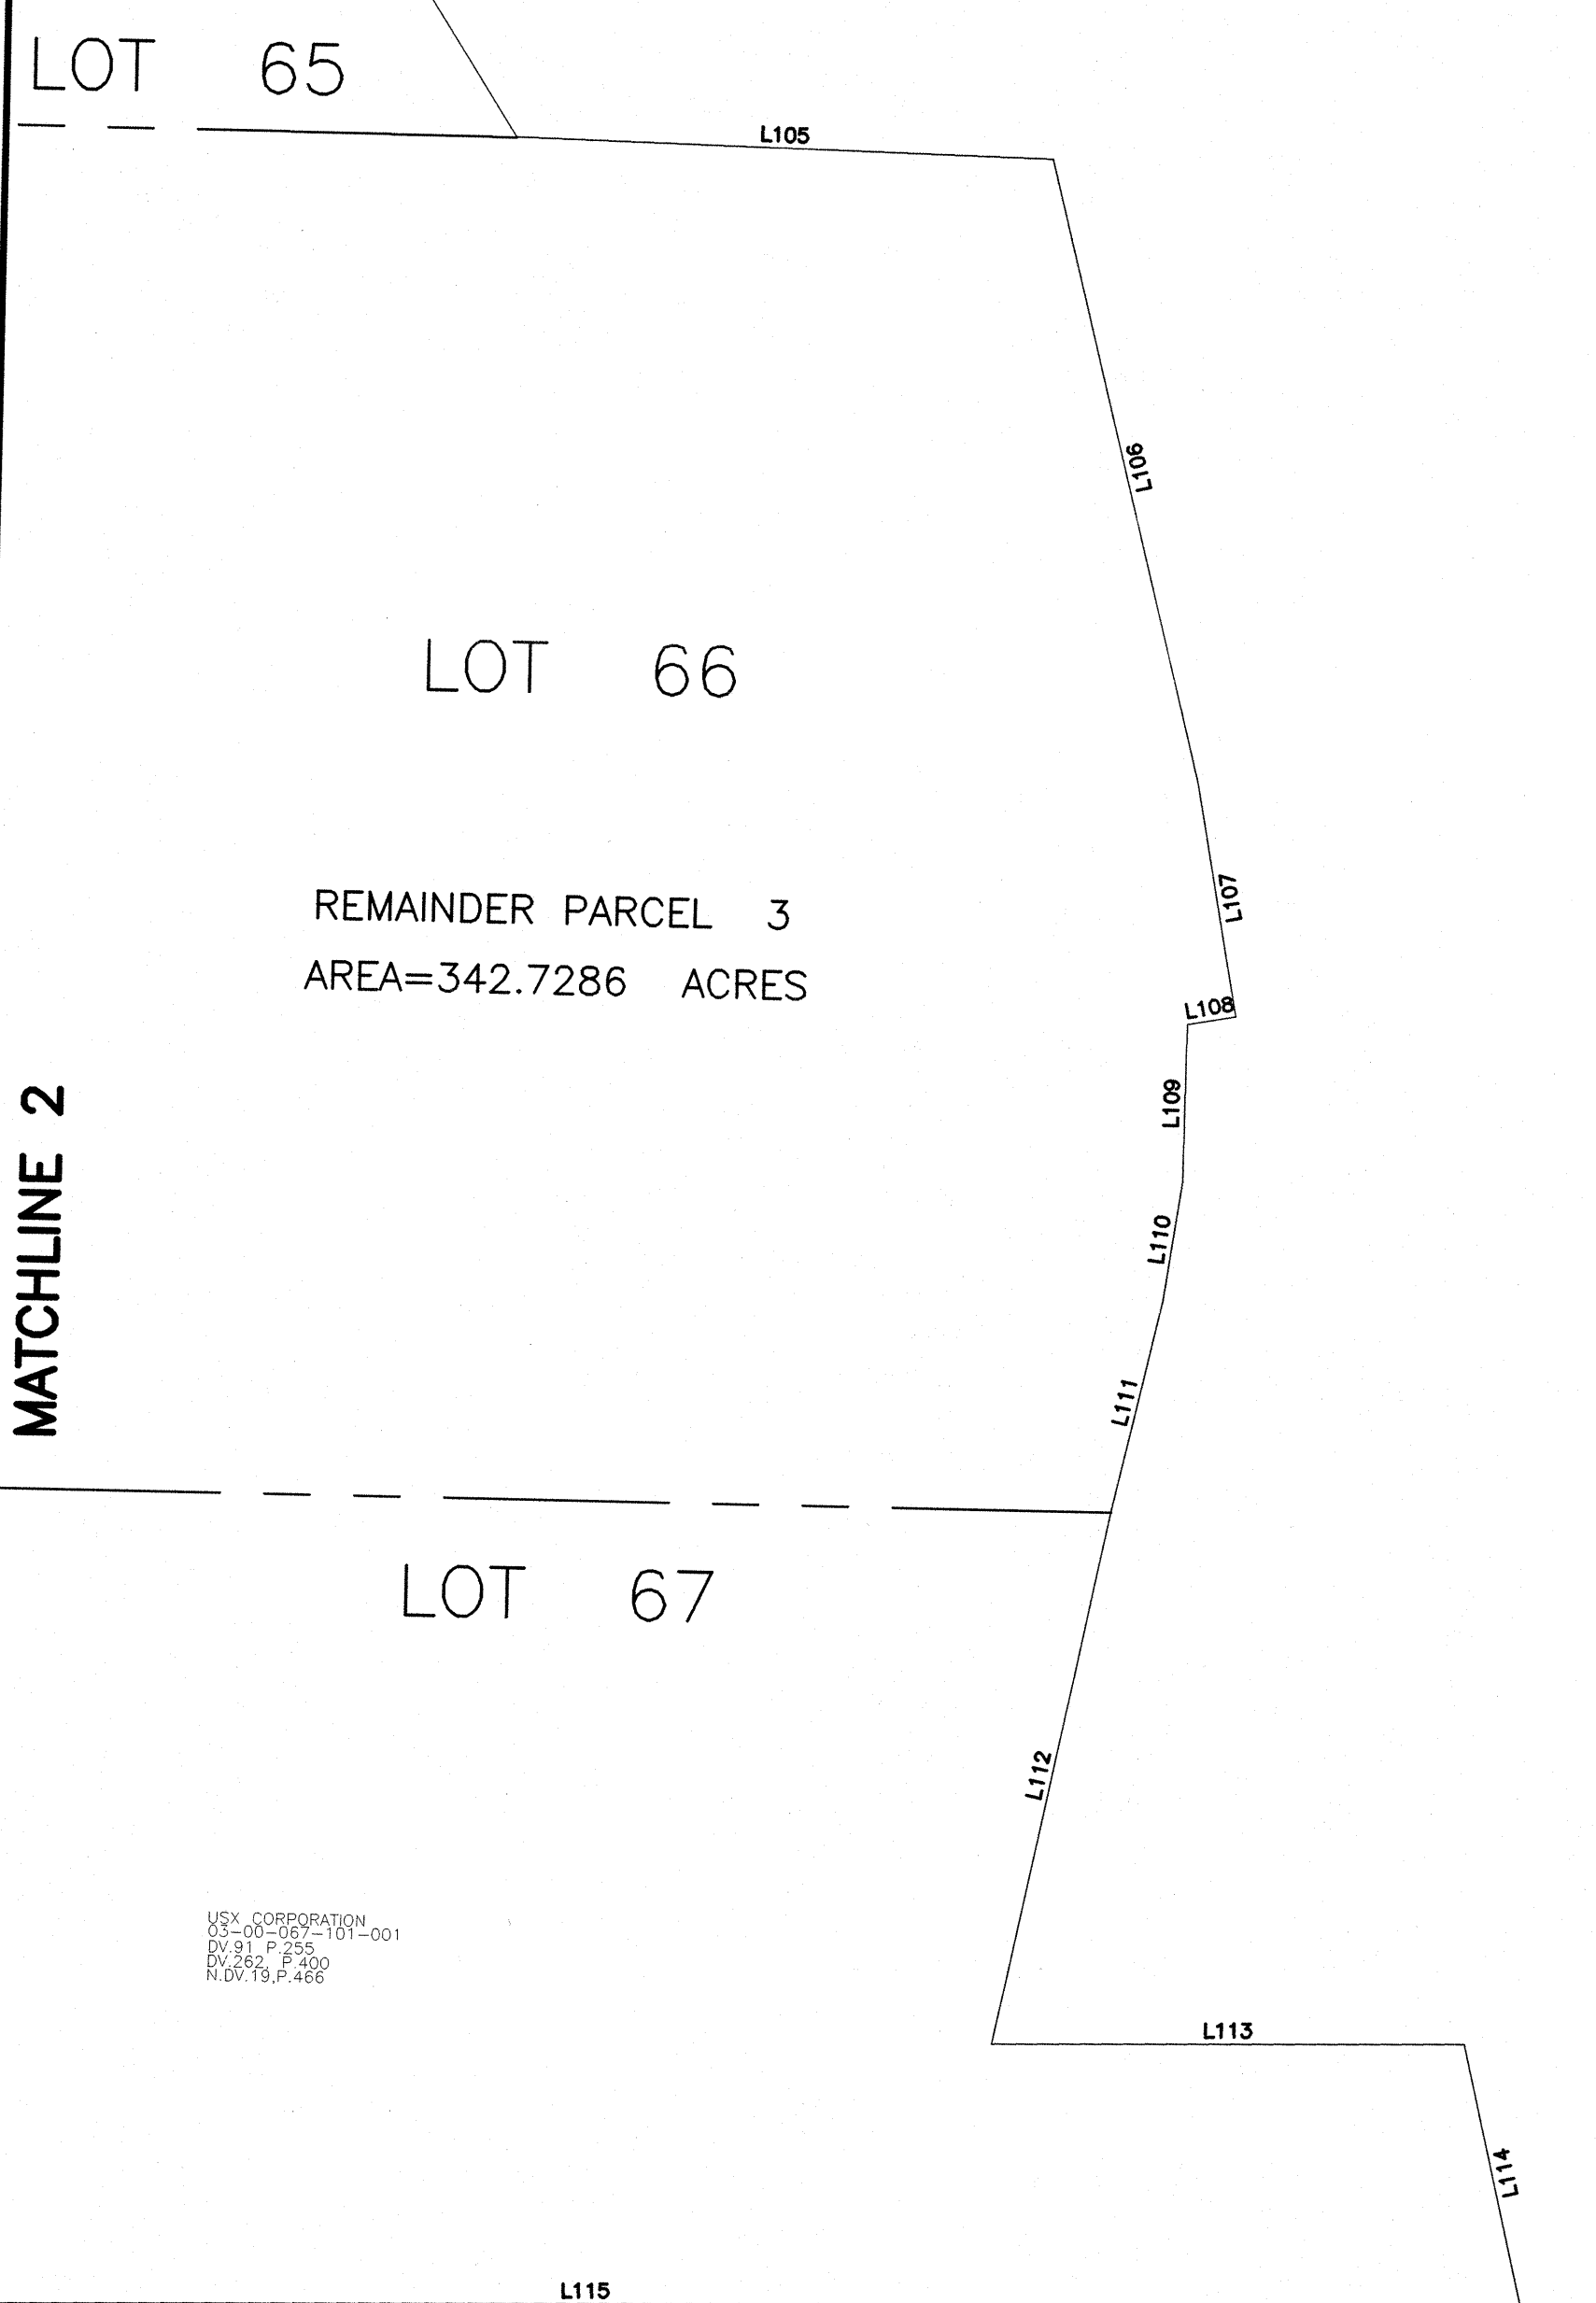 LOT 65
L105
L106
LOT 66
L107
REMAINDER PARCEL 3
AREA=342.7286 ACRES
L108
L109
MATCHLINE 2
L110
L111
LOT 67
L112
USX CORPORATION
03-00-067-101-001
DV.91 P.255
DV.262, P.400
N.DV.19,P.466
L113
L114
L115